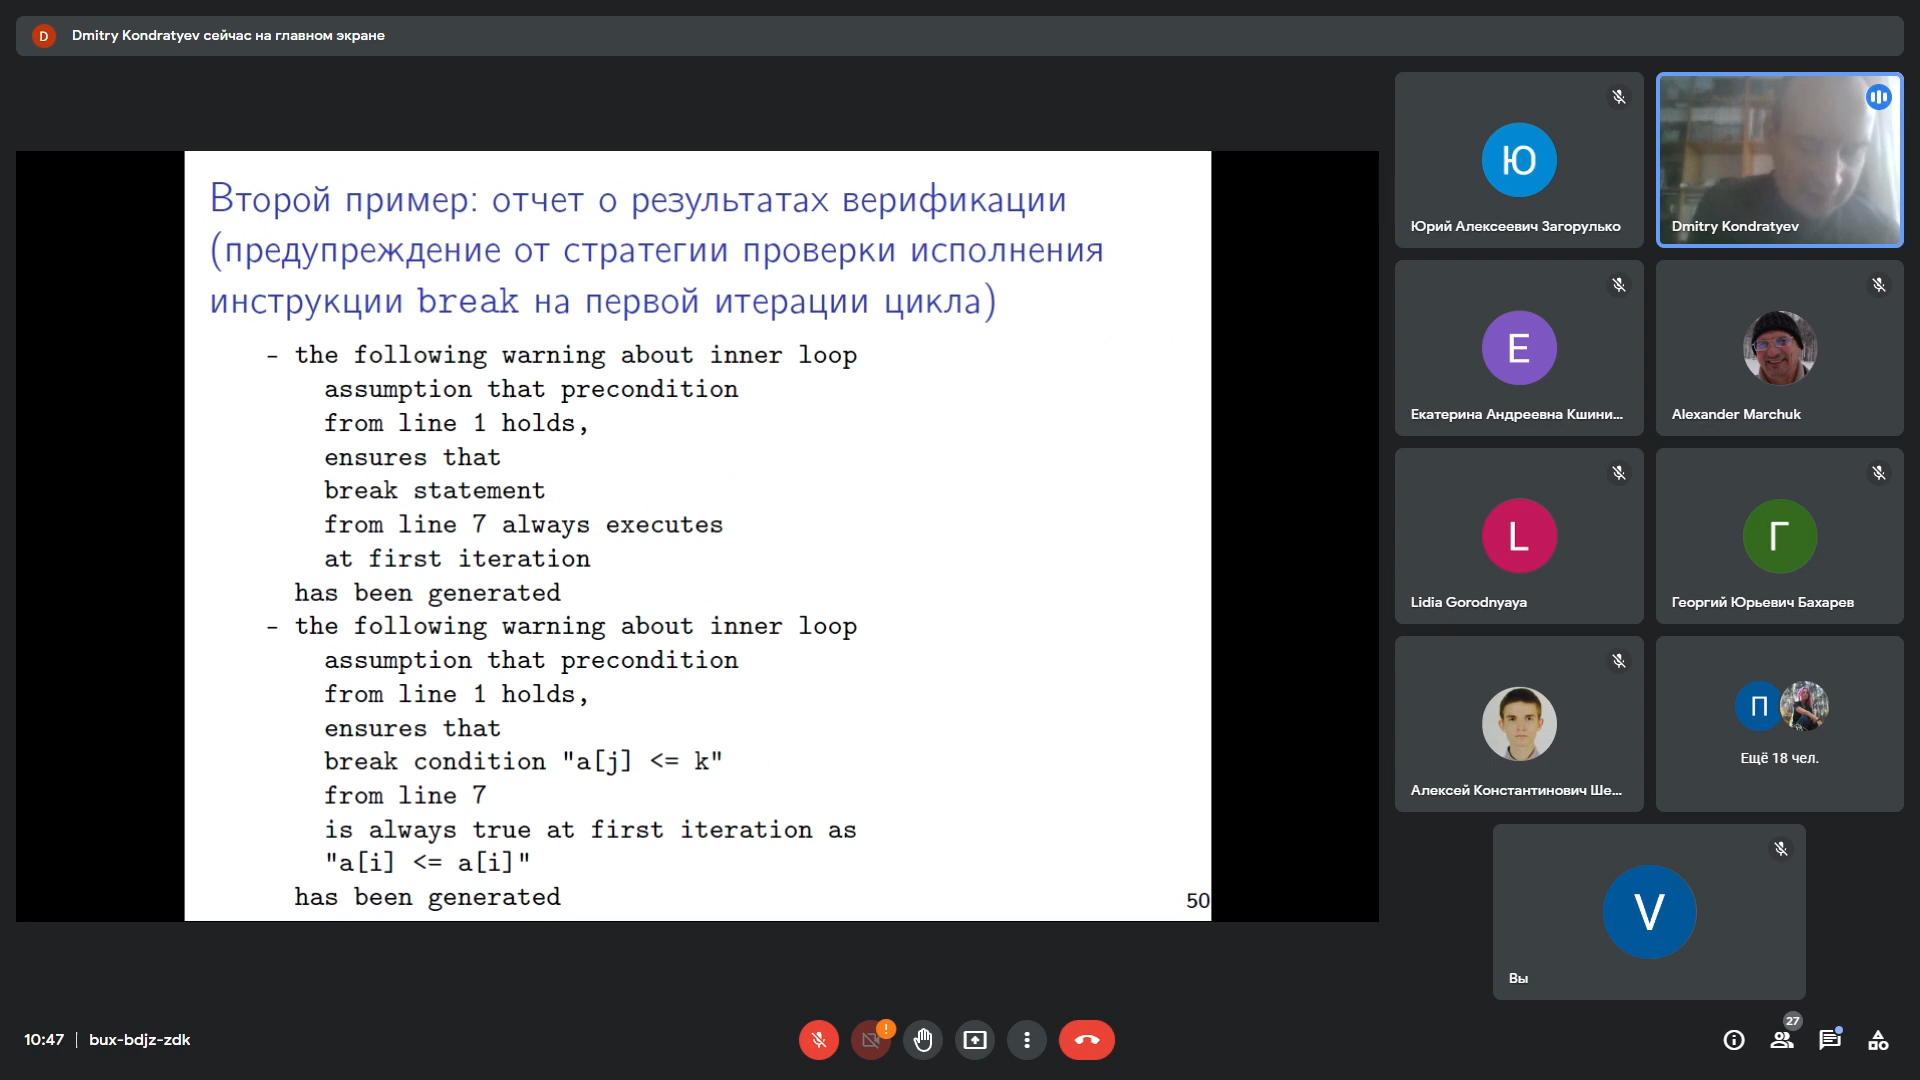 D
Dmitry Kondratyev сейчас на главном экране
Второй пример: отчет о результатах верификации
(предупреждение от стратегии проверки исполнения
инструкции break на первой итерации цикла)
- the following warning about inner loop
assumption that precondition
from line 1 holds,
ensures that
break statement
from line 7 always executes
at first iteration
has been generated
- the following warning about inner loop
assumption that precondition
from line 1 holds,
ensures that
break condition "a[j] <= k"
from line 7
is always true at first iteration as
"a[i] <= a[i]"
has been generated
50
Ю
Юрий Алексеевич Загорулько
Dmitry Kondratyev
E
Екатерина Андреевна Кшини...
Alexander Marchuk
L
Lidia Gorodnyaya
Г
Георгий Юрьевич Бахарев
Алексей Константинович Ше...
П
Ещё 18 чел.
V
Вы
10:47 | bux-bdjz-zdk
!
27